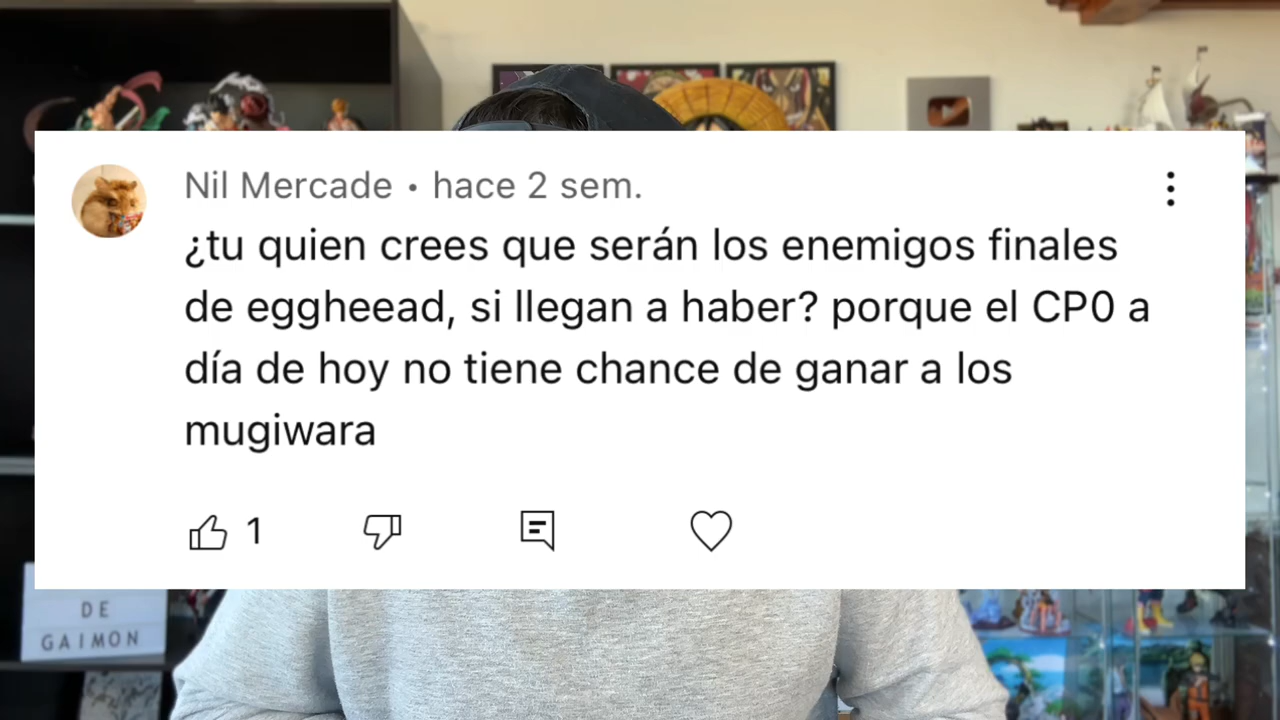 Nil Mercade • hace 2 sem.
¿tu quien crees que serán los enemigos finales
de eggheead, si llegan a haber? porque el CP0 a
día de hoy no tiene chance de ganar a los
mugiwara
1
DE
GAIMON